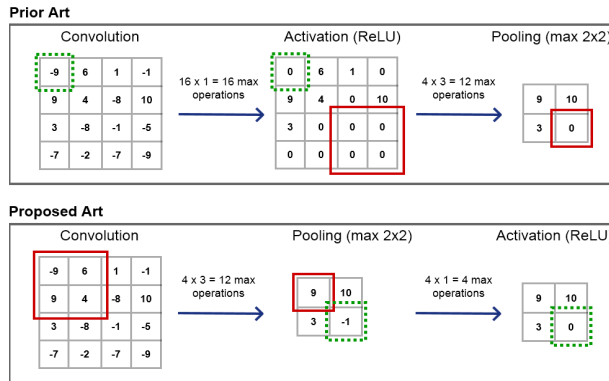 Prior Art
Convolution
Activation (ReLU)
Pooling (max 2x2)
-9 6 1 -1
9 4 -8 10
3 -8 -1 -5
-7 -2 -7 -9
16 x 1 = 16 max
operations
0 6 1 0
9 4 0 10
3 0 0 0
0 0 0 0
4 x 3 = 12 max
operations
9 10
3 0
Proposed Art
Convolution
Pooling (max 2x2)
Activation (ReLU
-9 6 1 -1
9 4 -8 10
3 -8 -1 -5
-7 -2 -7 -9
4 x 3 = 12 max
operations
9 10
3 -1
4 x 1 = 4 max
operations
9 10
3 0